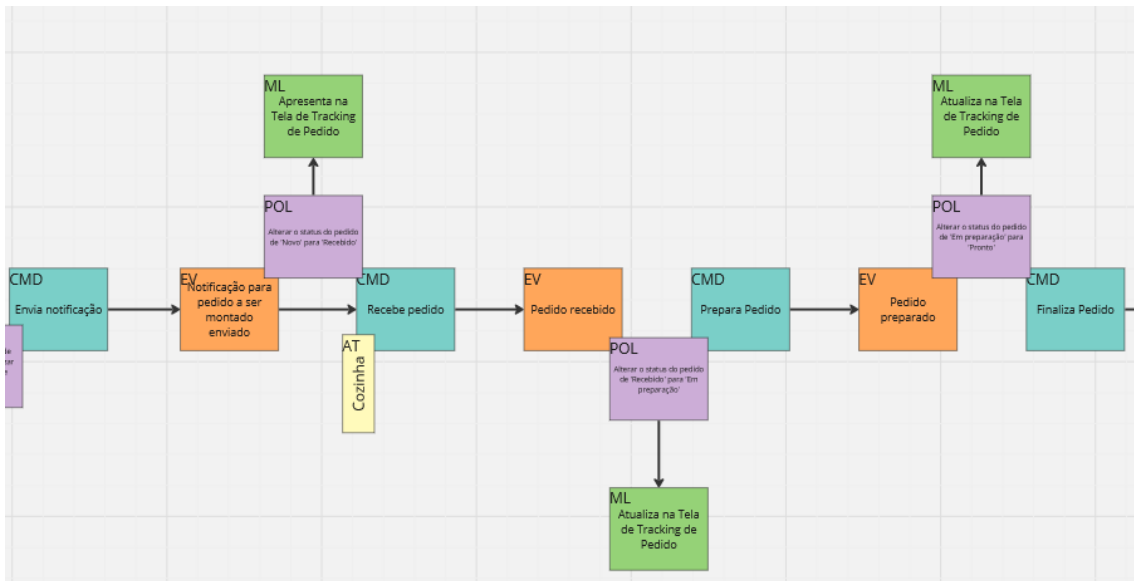 ML
Apresenta na
Tela de Tracking
de Pedido
ML
Atualiza na Tela
de Tracking de
Pedido
POL
Alterar o status do pedido
de 'Novo' para 'Recebido'
POL
Alterar o status do pedido
de 'Em preparação' para
'Pronto'
CMD
Envia notificação
EV
Notificação para
pedido a ser
montado
enviado
CMD
Recebe pedido
EV
Pedido recebido
CMD
Prepara Pedido
EV
Pedido
preparado
CMD
Finaliza Pedido
AT
Cozinha
POL
Alterar o status do pedido
de 'Recebido' para 'Em
preparação'
ML
Atualiza na Tela
de Tracking de
Pedido